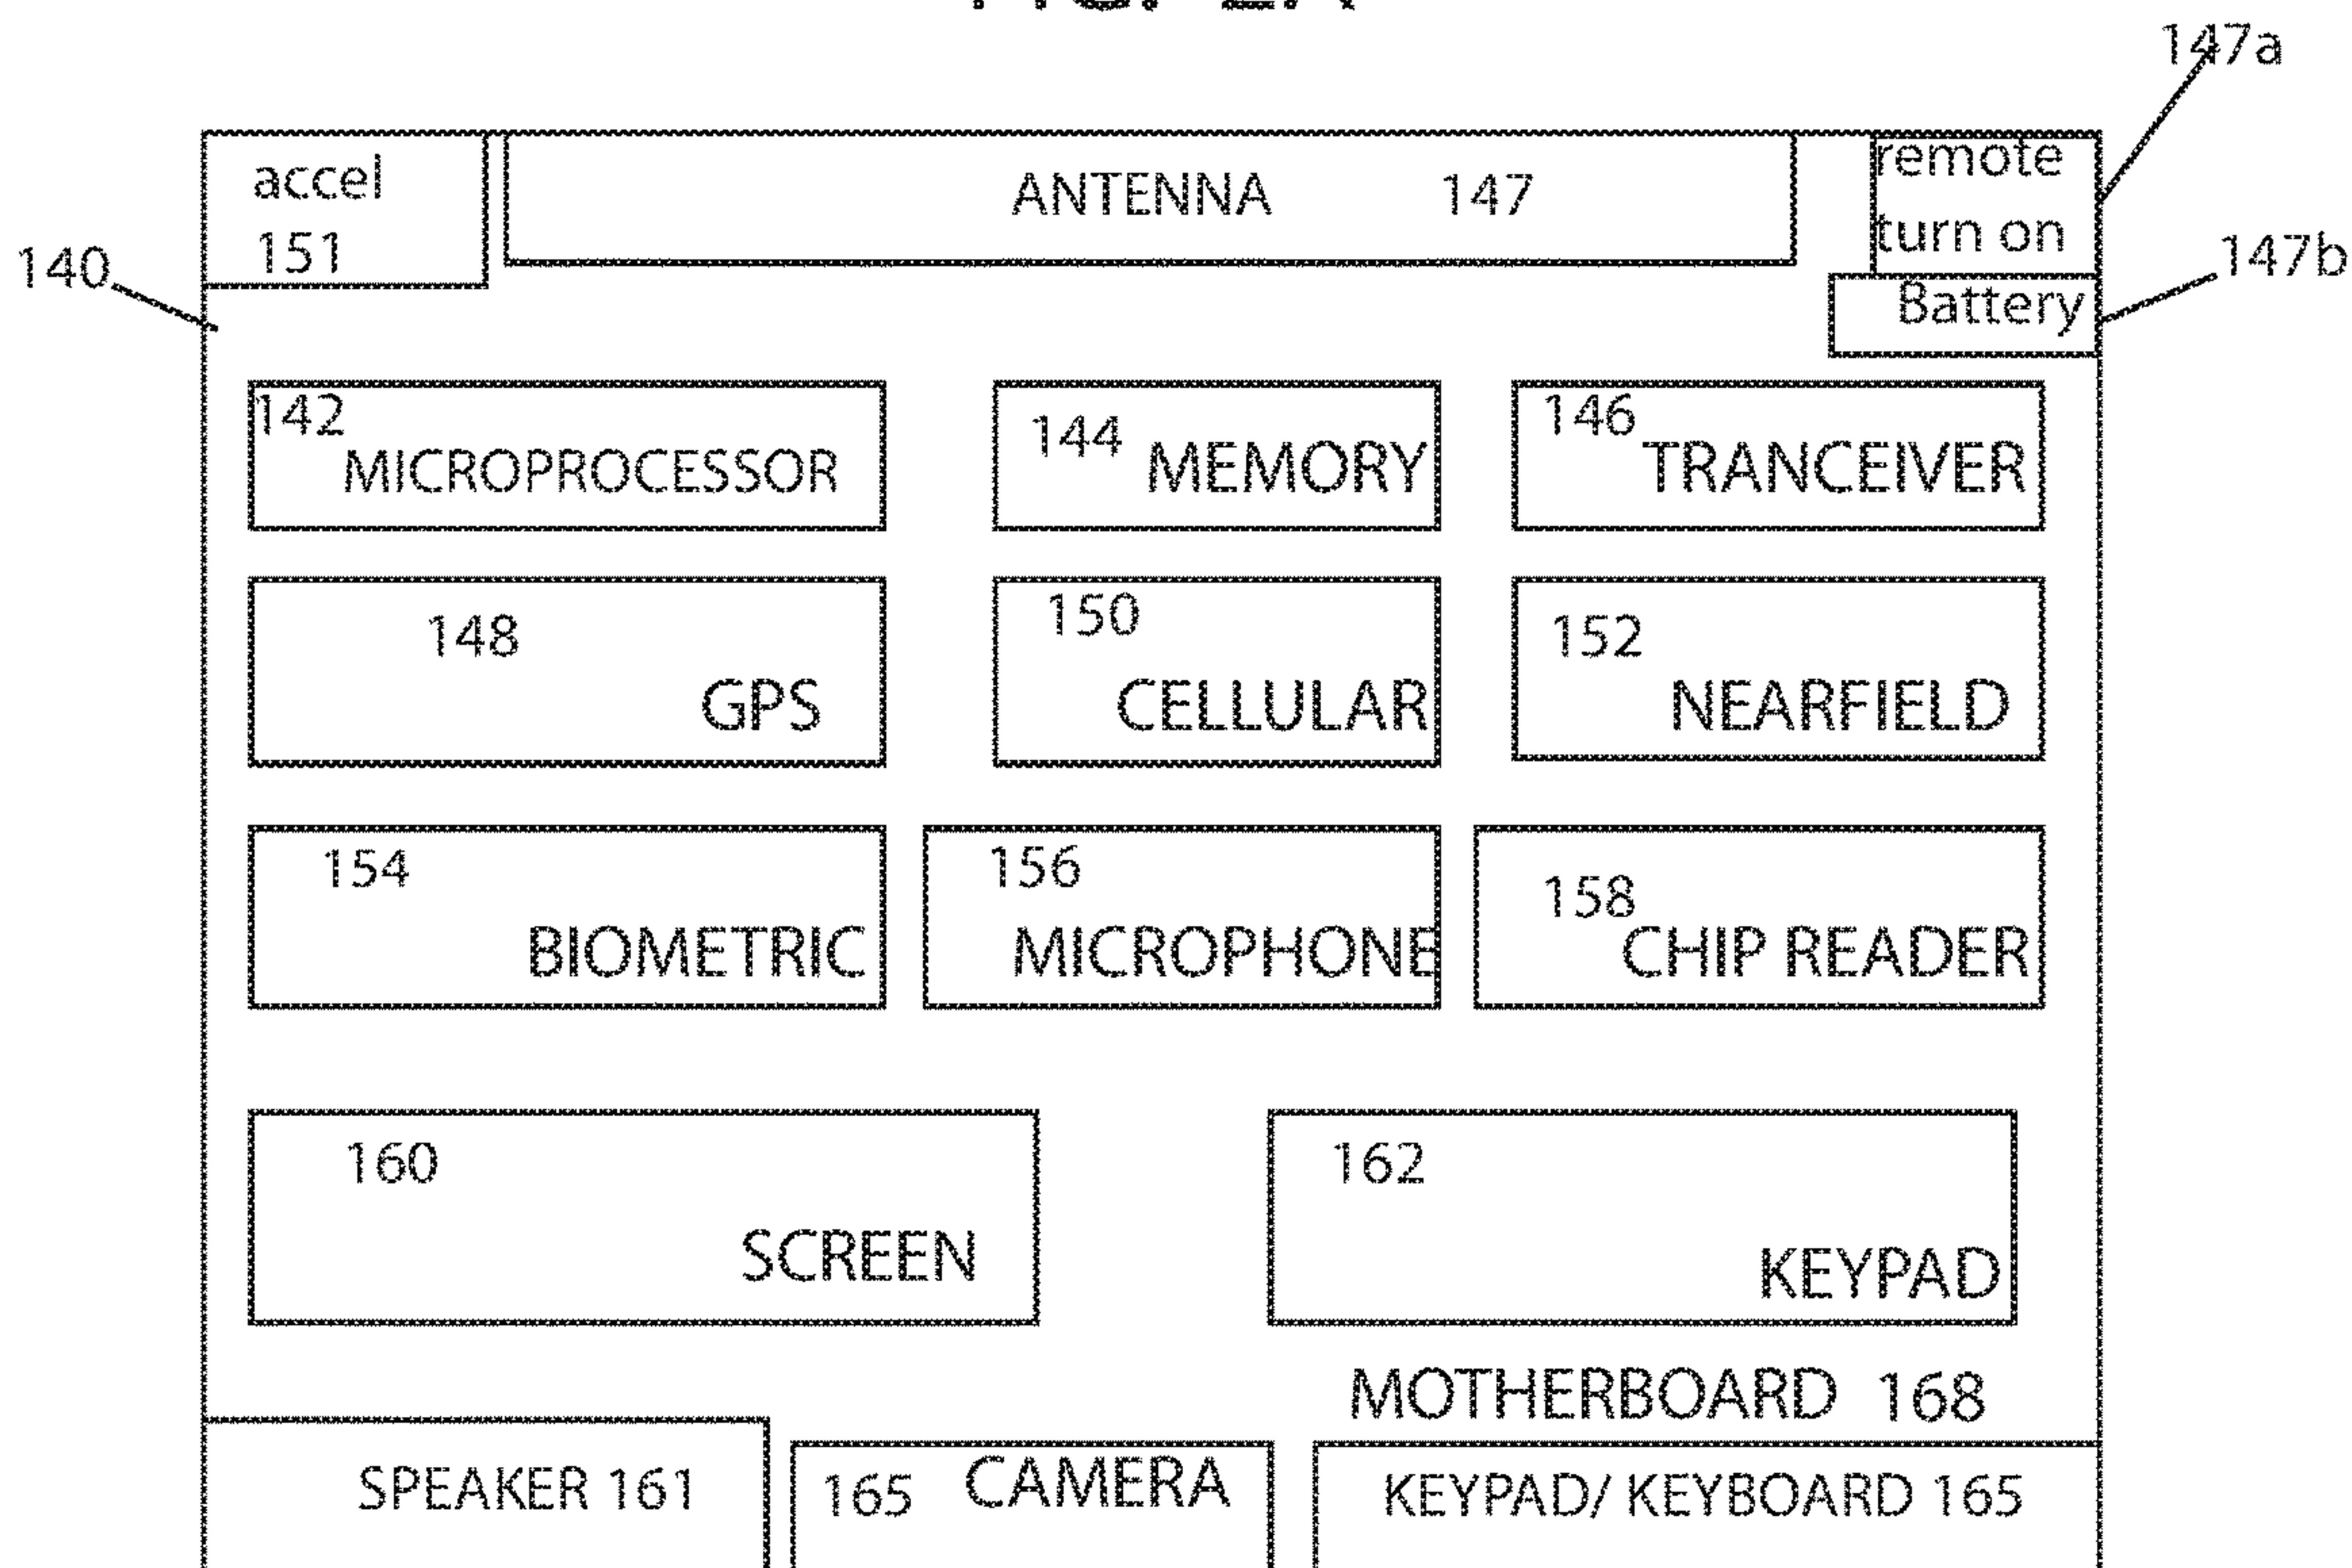 147a
accel
151
ANTENNA 147
remote
turn on
140
147b
Battery
142
MICROPROCESSOR
144 MEMORY
146
TRANCEIVER
148
GPS
150
CELLULAR
152
NEARFIELD
154
BIOMETRIC
156
MICROPHONE
158
CHIP READER
160
SCREEN
162
KEYPAD
MOTHERBOARD 168
SPEAKER 161
165 CAMERA
KEYPAD/ KEYBOARD 165